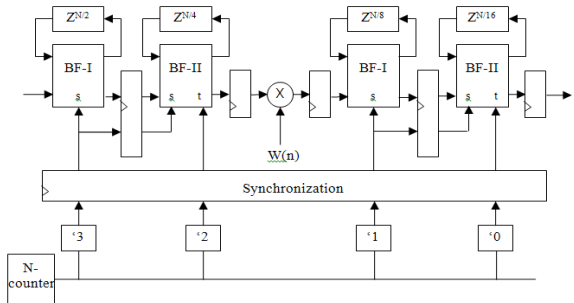 Z^N/2
Z^N/4
Z^N/8
Z^N/16
BF-I
BF-II
BF-I
BF-II
s
s t
X
s
s t
W(n)
Synchronization
‘3
‘2
‘1
‘0
N-
counter